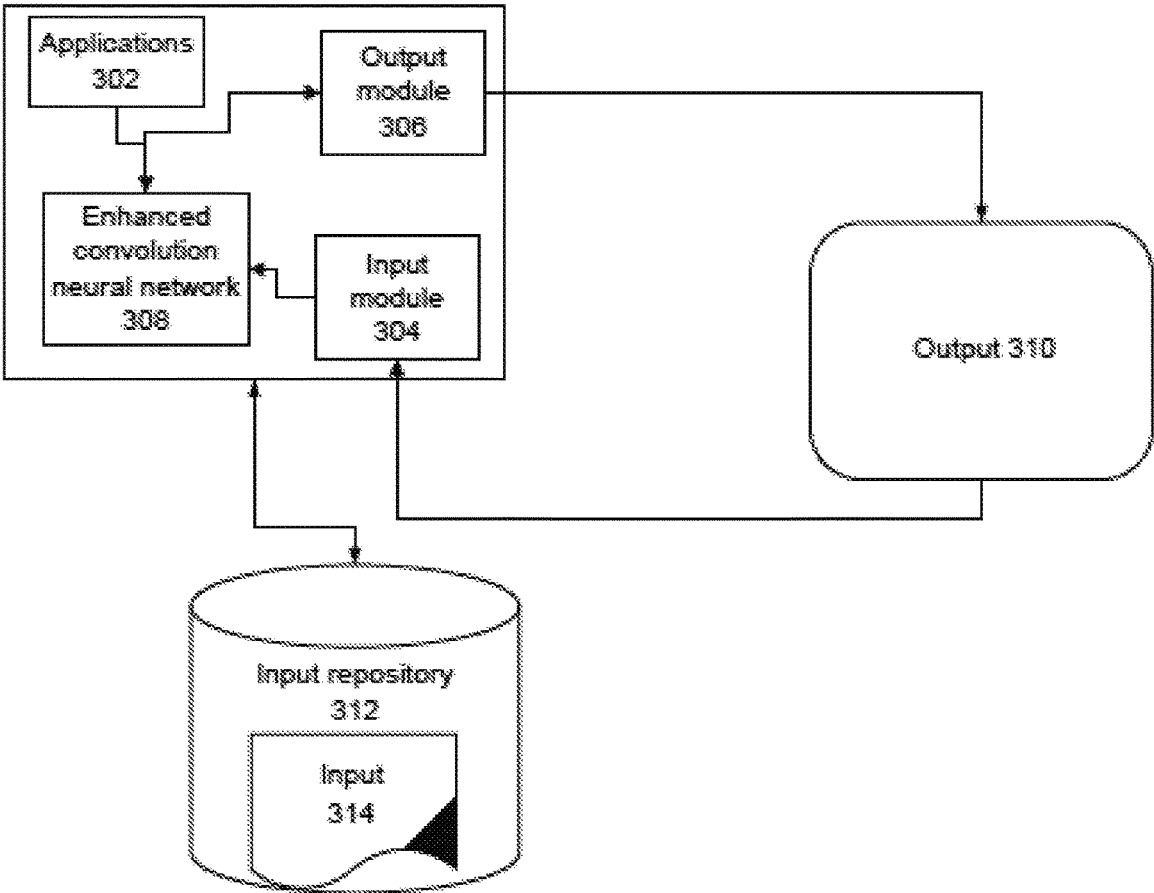 Applications
302
Output
module
306
Enhanced
convolution
neural network
308
Input
module
304
Output 310
Input repository
312
Input
314